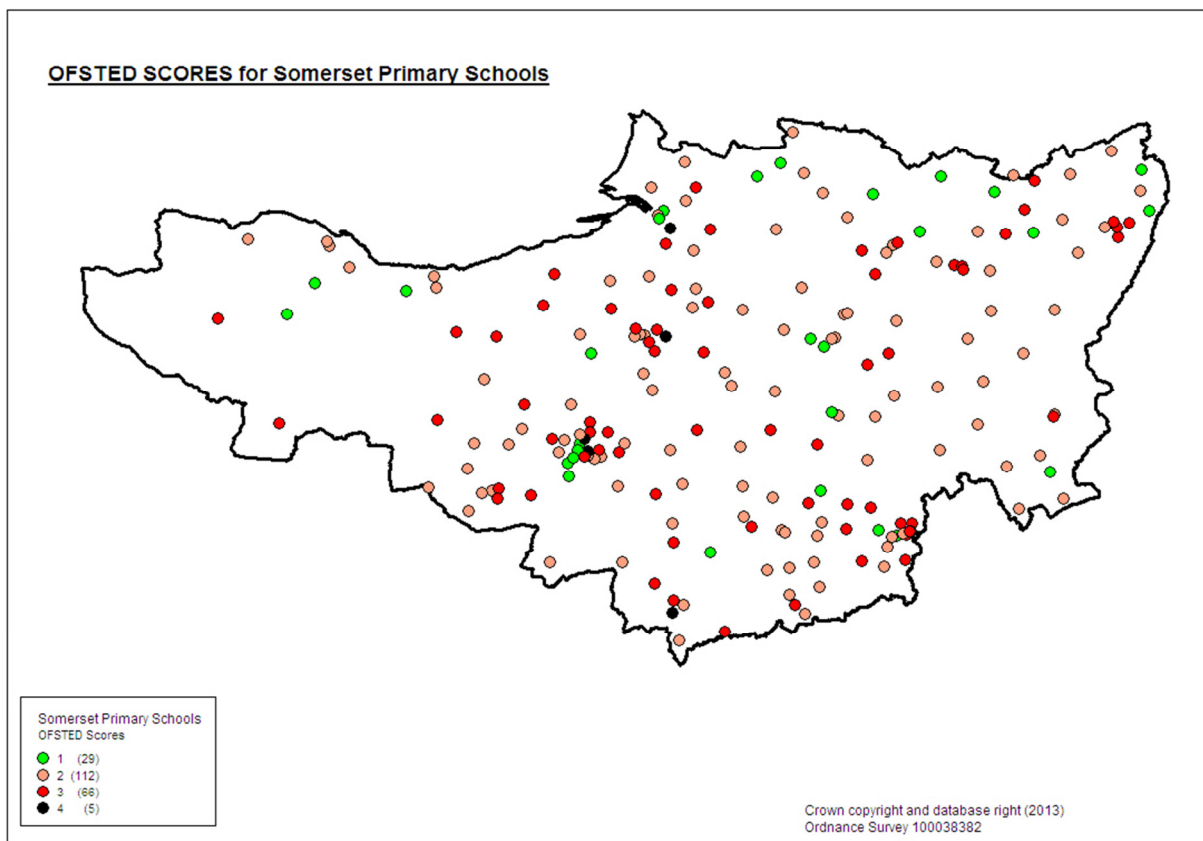 OFSTED SCORES for Somerset Primary Schools
Somerset Primary Schools
OFSTED Scores
1 (29)
2 (112)
3 (66)
4 (5)
Crown copyright and database right (2013)
Ordnance Survey 100038382